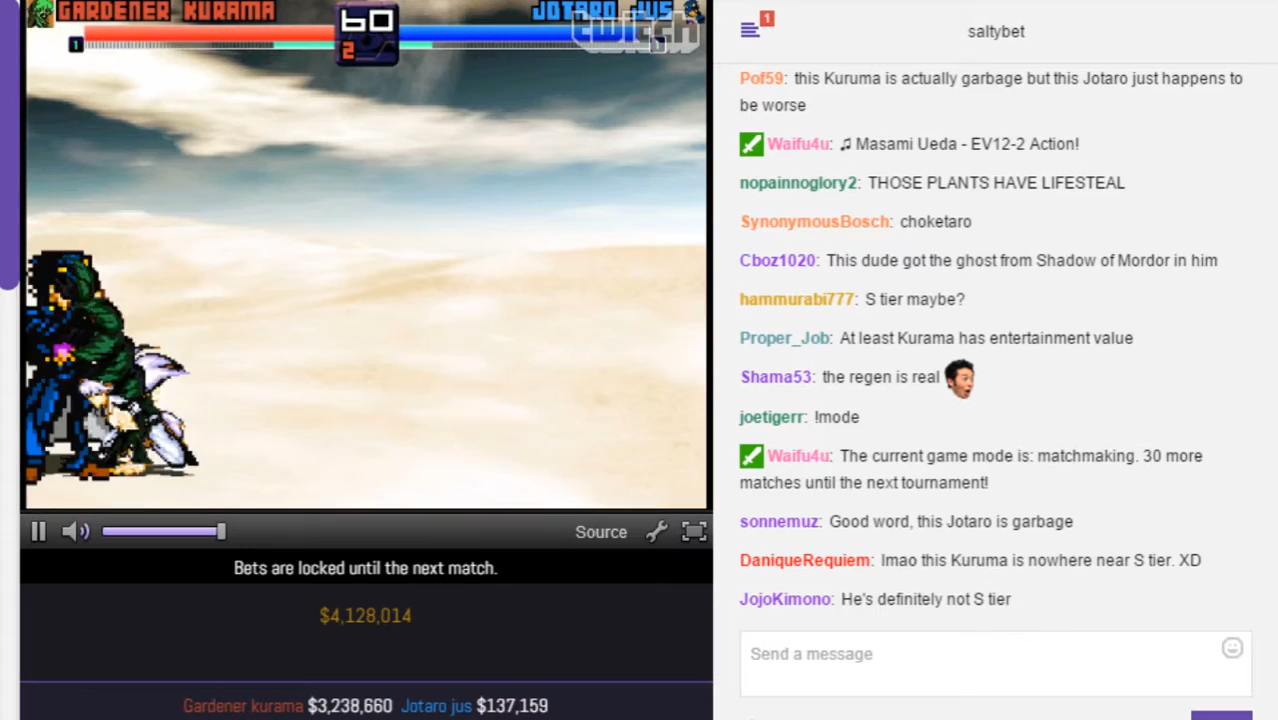 GARDENER KURAMA
60
JOTARO JUS
twitch
1
2
1
1
saltybet
Pof59: this Kuruma is actually garbage but this Jotaro just happens to
be worse
Waifu4u: ♫ Masami Ueda - EV12-2 Action!
nopainnoglory2: THOSE PLANTS HAVE LIFESTEAL
SynonymousBosch: choketaro
Cboz1020: This dude got the ghost from Shadow of Mordor in him
hammurabi777: S tier maybe?
Proper_Job: At least Kurama has entertainment value
Shama53: the regen is real
joetigerr: !mode
Waifu4u: The current game mode is: matchmaking. 30 more
matches until the next tournament!
sonnemuz: Good word, this Jotaro is garbage
DaniqueRequiem: lmao this Kuruma is nowhere near S tier. XD
JojoKimono: He's definitely not S tier
Send a message
Source
Bets are locked until the next match.
$4,128,014
Gardener kurama $3,238,660 Jotaro jus $137,159